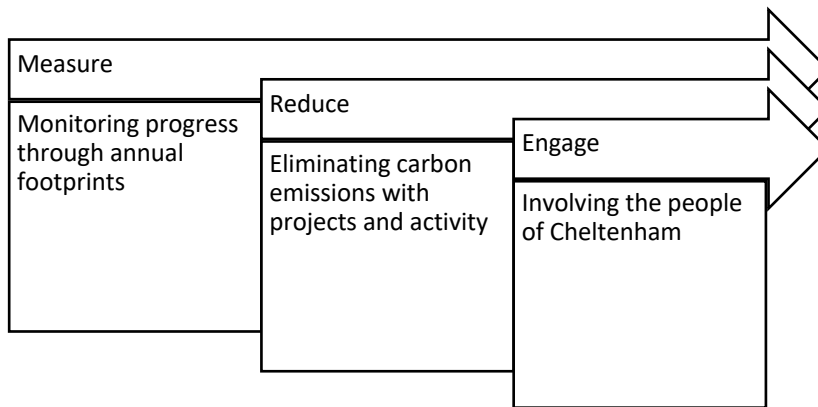 Measure
Monitoring progress
through annual
footprints
Reduce
Eliminating carbon
emissions with
projects and activity
Engage
Involving the people
of Cheltenham